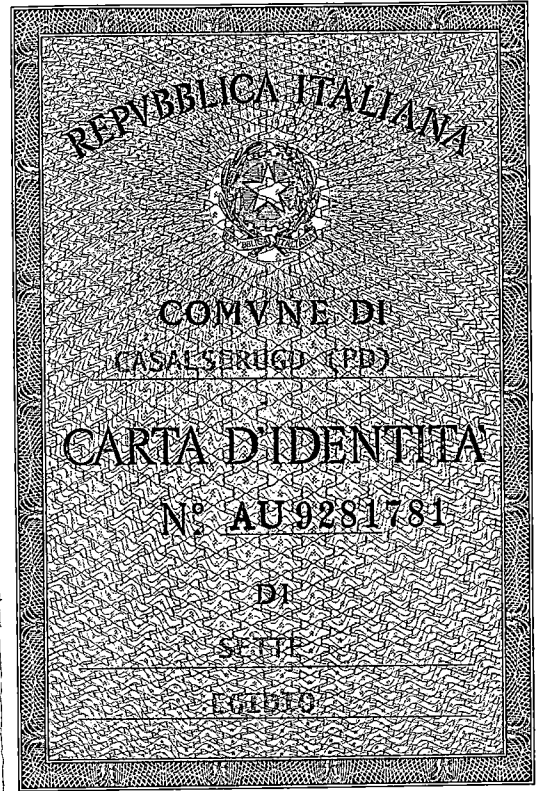 REPVBBLICA ITALIANA
COMVNE DI
CASALSERUGO (PD)
CARTA D'IDENTITA'
N° AU 9281781
DI
SETTE
EGIDIO